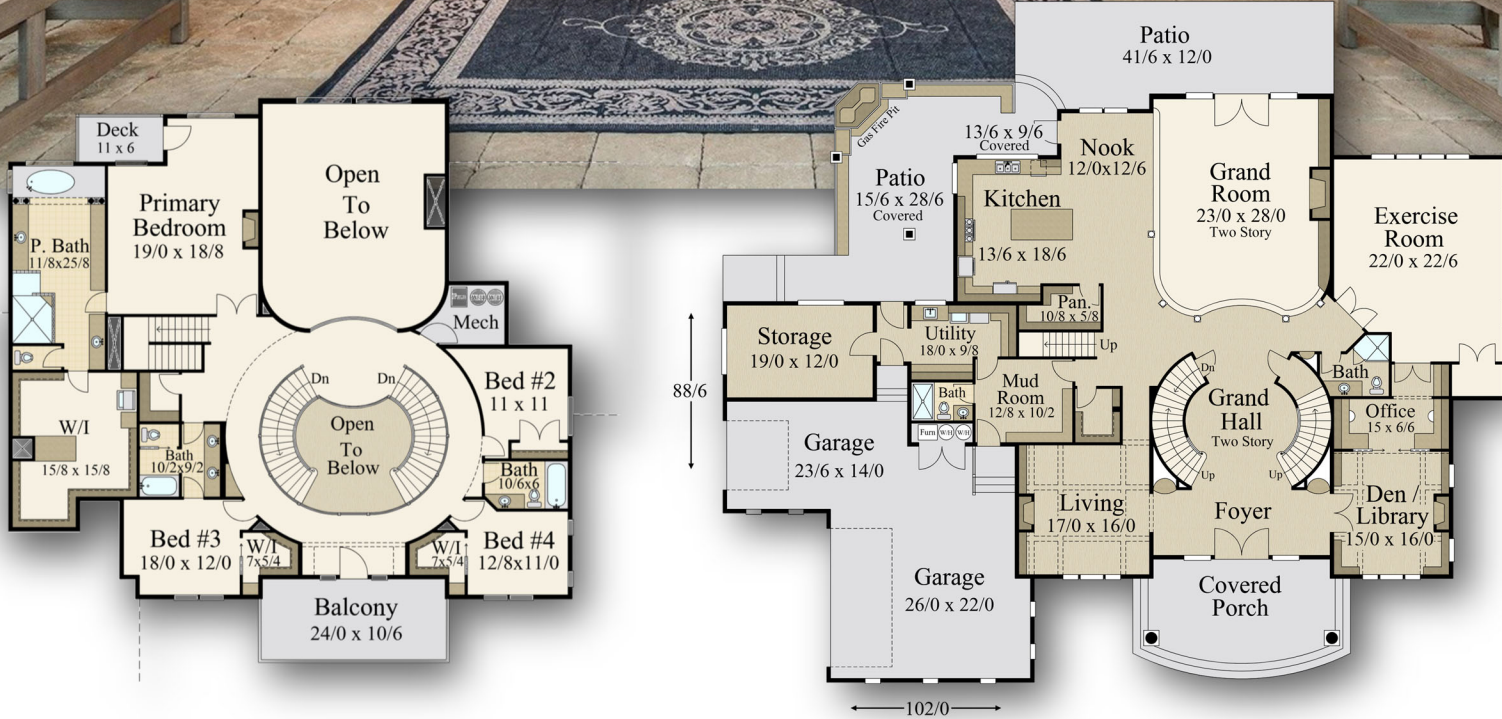 Deck
11 x 6
Primary
Bedroom
19/0 x 18/8
Open
To
Below
P. Bath
11/8x25/8
Mech
Dn
Dn
Open
To
Below
Bed #2
11 x 11
W/I
15/8 x 15/8
Bath
10/2x9/2
Bath
10/6x6
Bed #3
18/0 x 12/0
W/I
7x5/4
W/I
7x5/4
Bed #4
12/8x11/0
Balcony
24/0 x 10/6
Patio
41/6 x 12/0
Gas Fire Pit
13/6 x 9/6
Covered
Nook
12/0x12/6
Patio
15/6 x 28/6
Covered
Kitchen
13/6 x 18/6
Grand
Room
23/0 x 28/0
Two Story
Exercise
Room
22/0 x 22/6
Pan.
10/8 x 5/8
Storage
19/0 x 12/0
Utility
18/0 x 9/8
Up
88/6
Bath
Mud
Room
12/8 x 10/2
Dn
Grand
Hall
Two Story
Up
Up
Bath
Office
15 x 6/6
Furn
W/H
W/H
Garage
23/6 x 14/0
Living
17/0 x 16/0
Foyer
Den /
Library
15/0 x 16/0
Garage
26/0 x 22/0
Covered
Porch
102/0